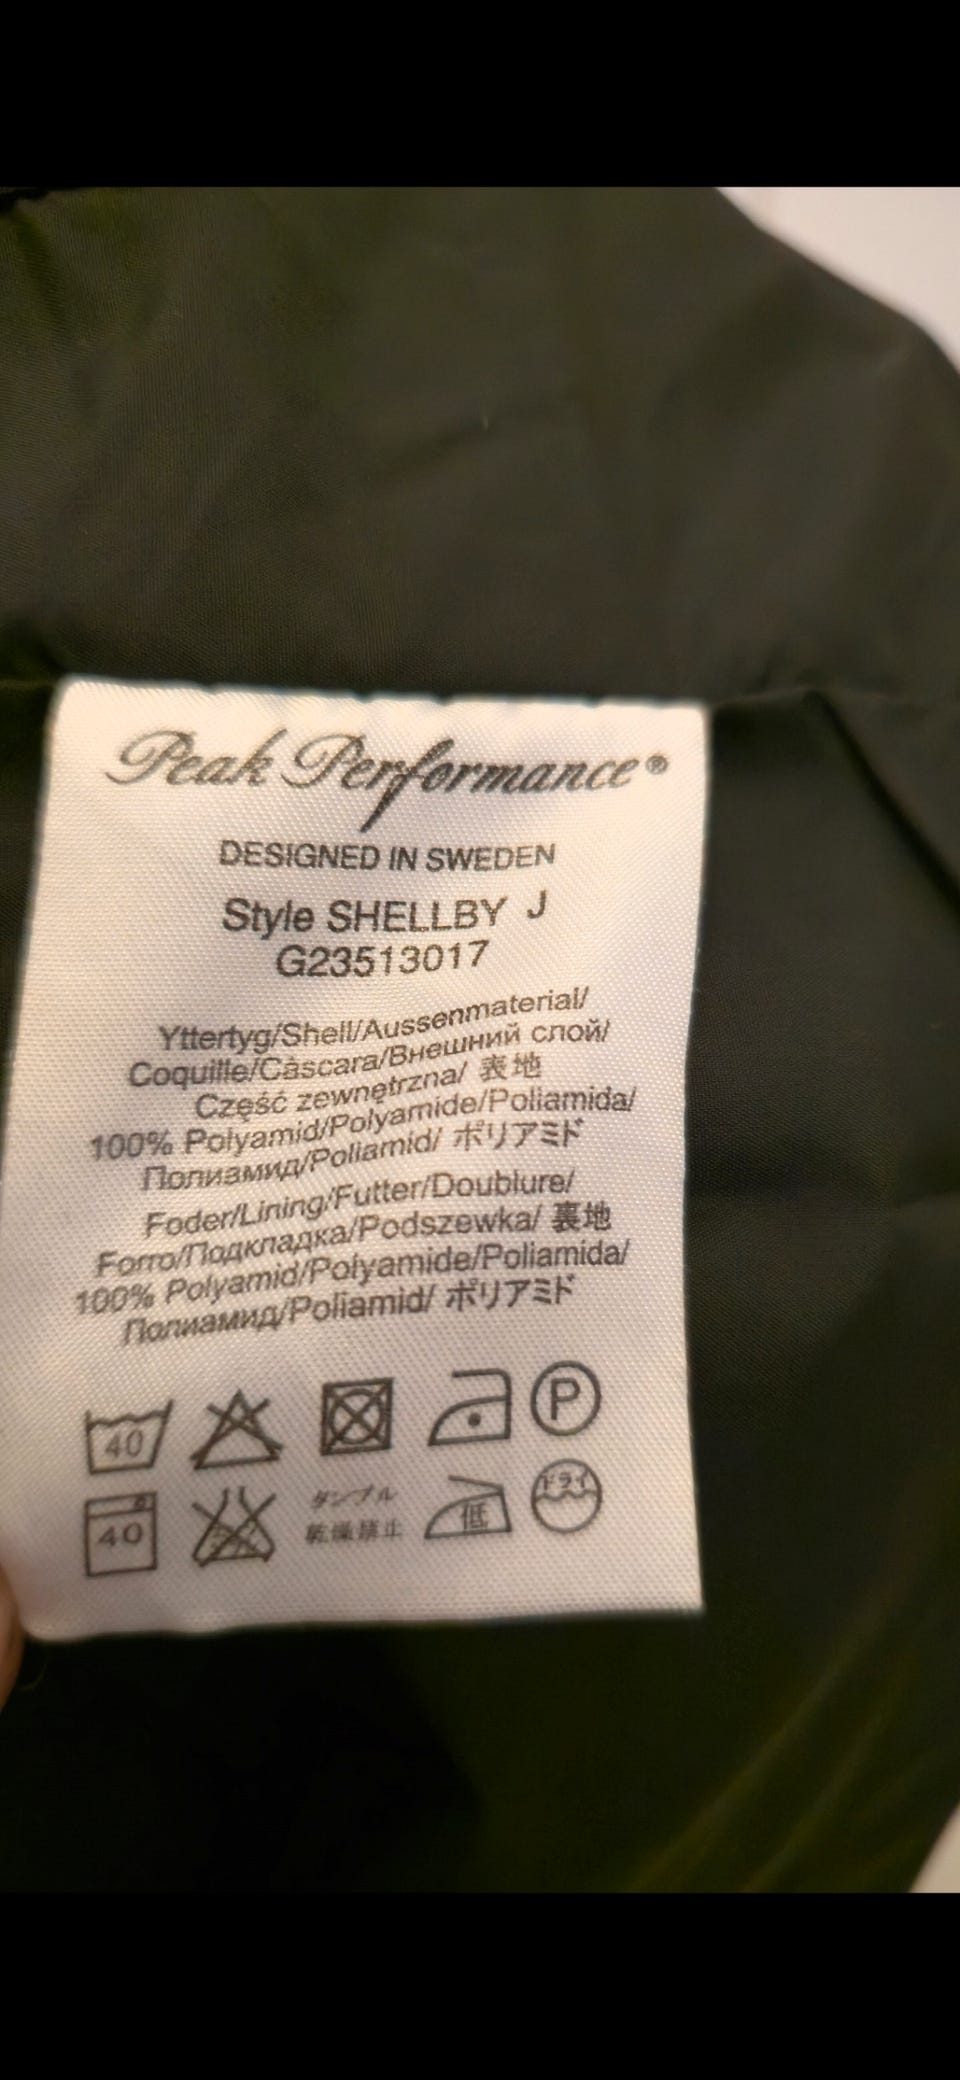 Peak Performance®
DESIGNED IN SWEDEN
Style SHELLBY J
G23513017
Yttertyg/Shell/Aussenmaterial/
Coquille/Càscara/Внешний слой/
Część zewnętrzna/ 表地
100% Polyamid/Polyamide/Poliamida/
Полиамид/Poliamid/ ポリアミド
Foder/Lining/Futter/Doublure/
Forro/Подкладка/Podszewka/ 裏地
100% Polyamid/Polyamide/Poliamida/
Полиамид/Poliamid/ ポリアミド
40 P
タンブル ドライ
40 乾燥禁止 低